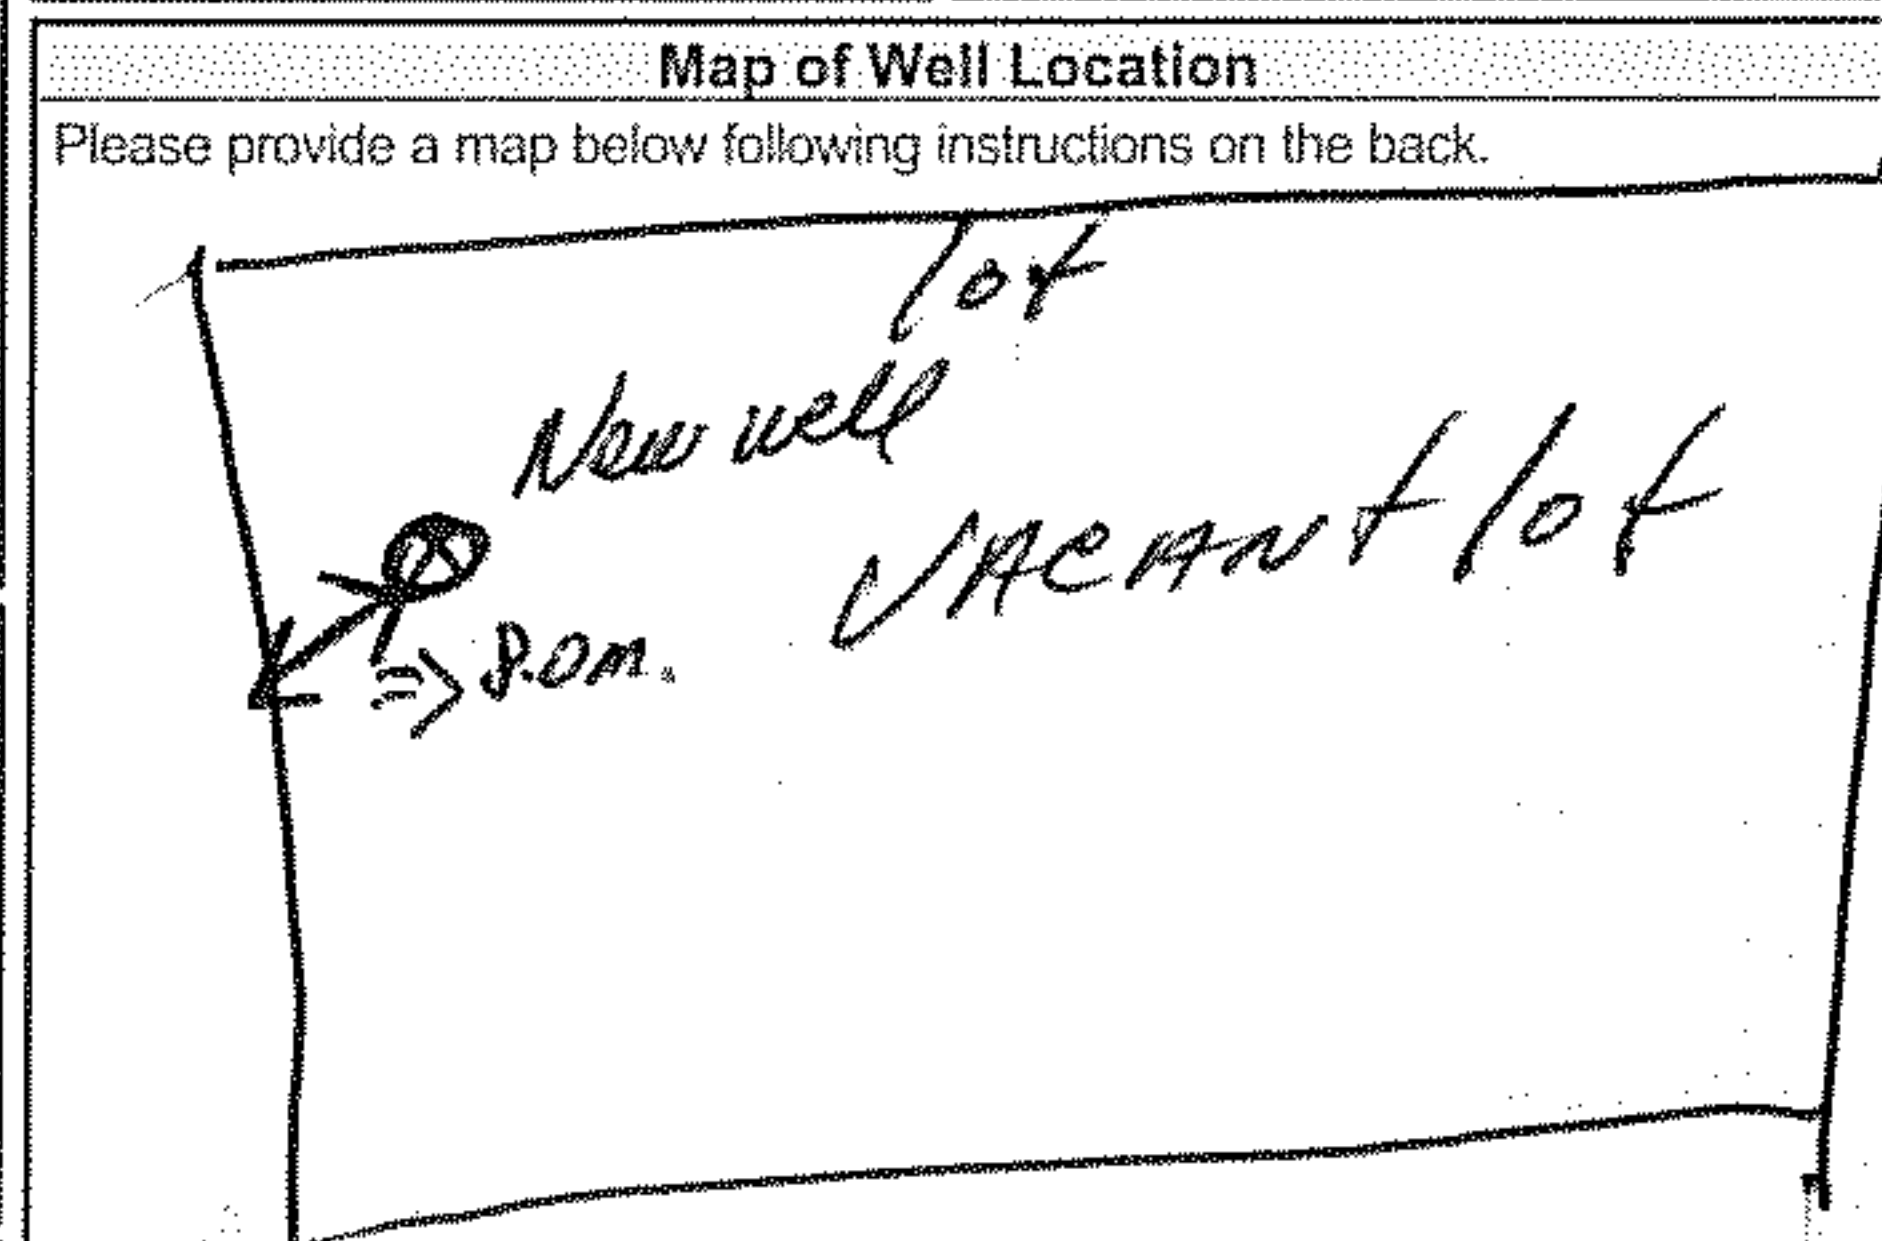 Map of Well Location
Please provide a map below following instructions on the back.
lot
New well
VACANT lot
⇒ 8.0m.